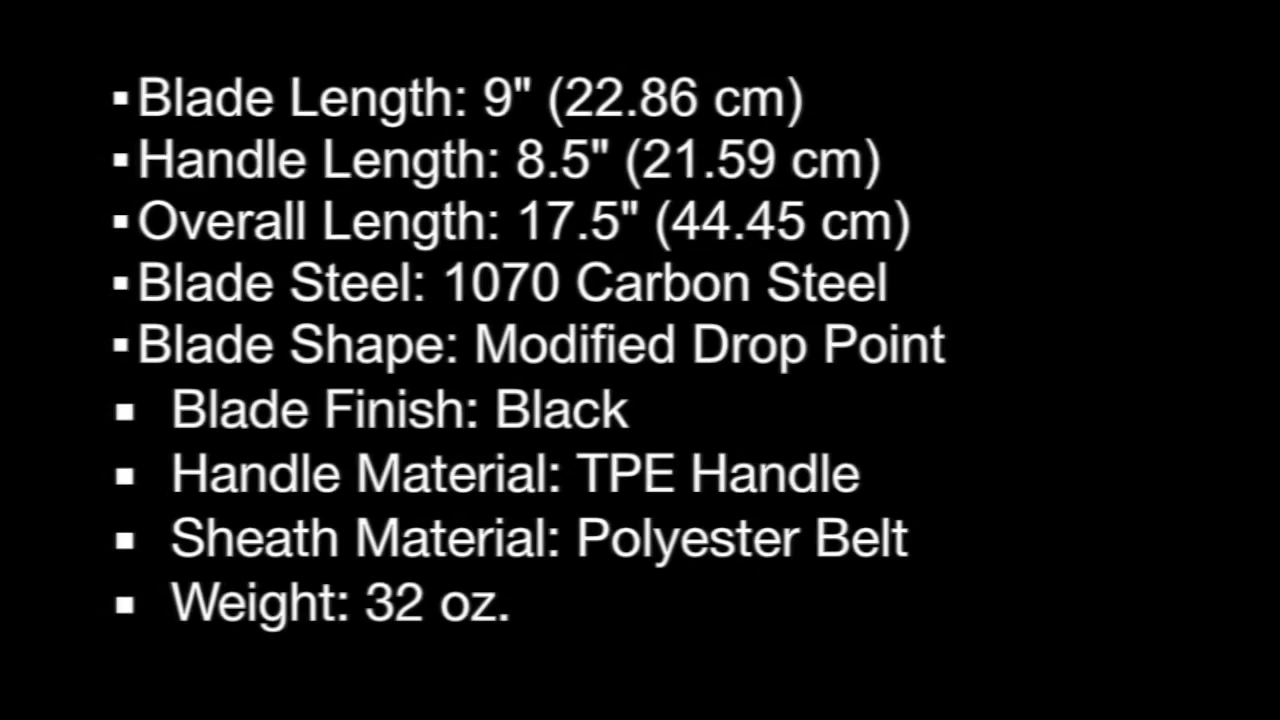 ▪Blade Length: 9" (22.86 cm)
▪Handle Length: 8.5" (21.59 cm)
▪Overall Length: 17.5" (44.45 cm)
▪Blade Steel: 1070 Carbon Steel
▪Blade Shape: Modified Drop Point
▪ Blade Finish: Black
▪ Handle Material: TPE Handle
▪ Sheath Material: Polyester Belt
▪ Weight: 32 oz.